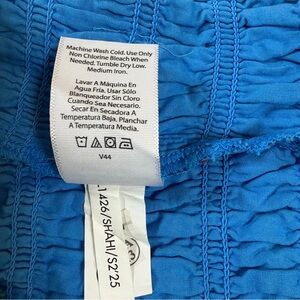 Machine Wash Cold. Use Only
Non Chlorine Bleach When
Needed. Tumble Dry Low.
Medium Iron.
Lavar A Máquina En
Agua Fría. Usar Sólo
Blanqueador Sin Cloro
Cuando Sea Necesario.
Secar En Secadora A
Temperatura Baja. Planchar
A Temperatura Media.
V44
1426/SHAHI/S2'25